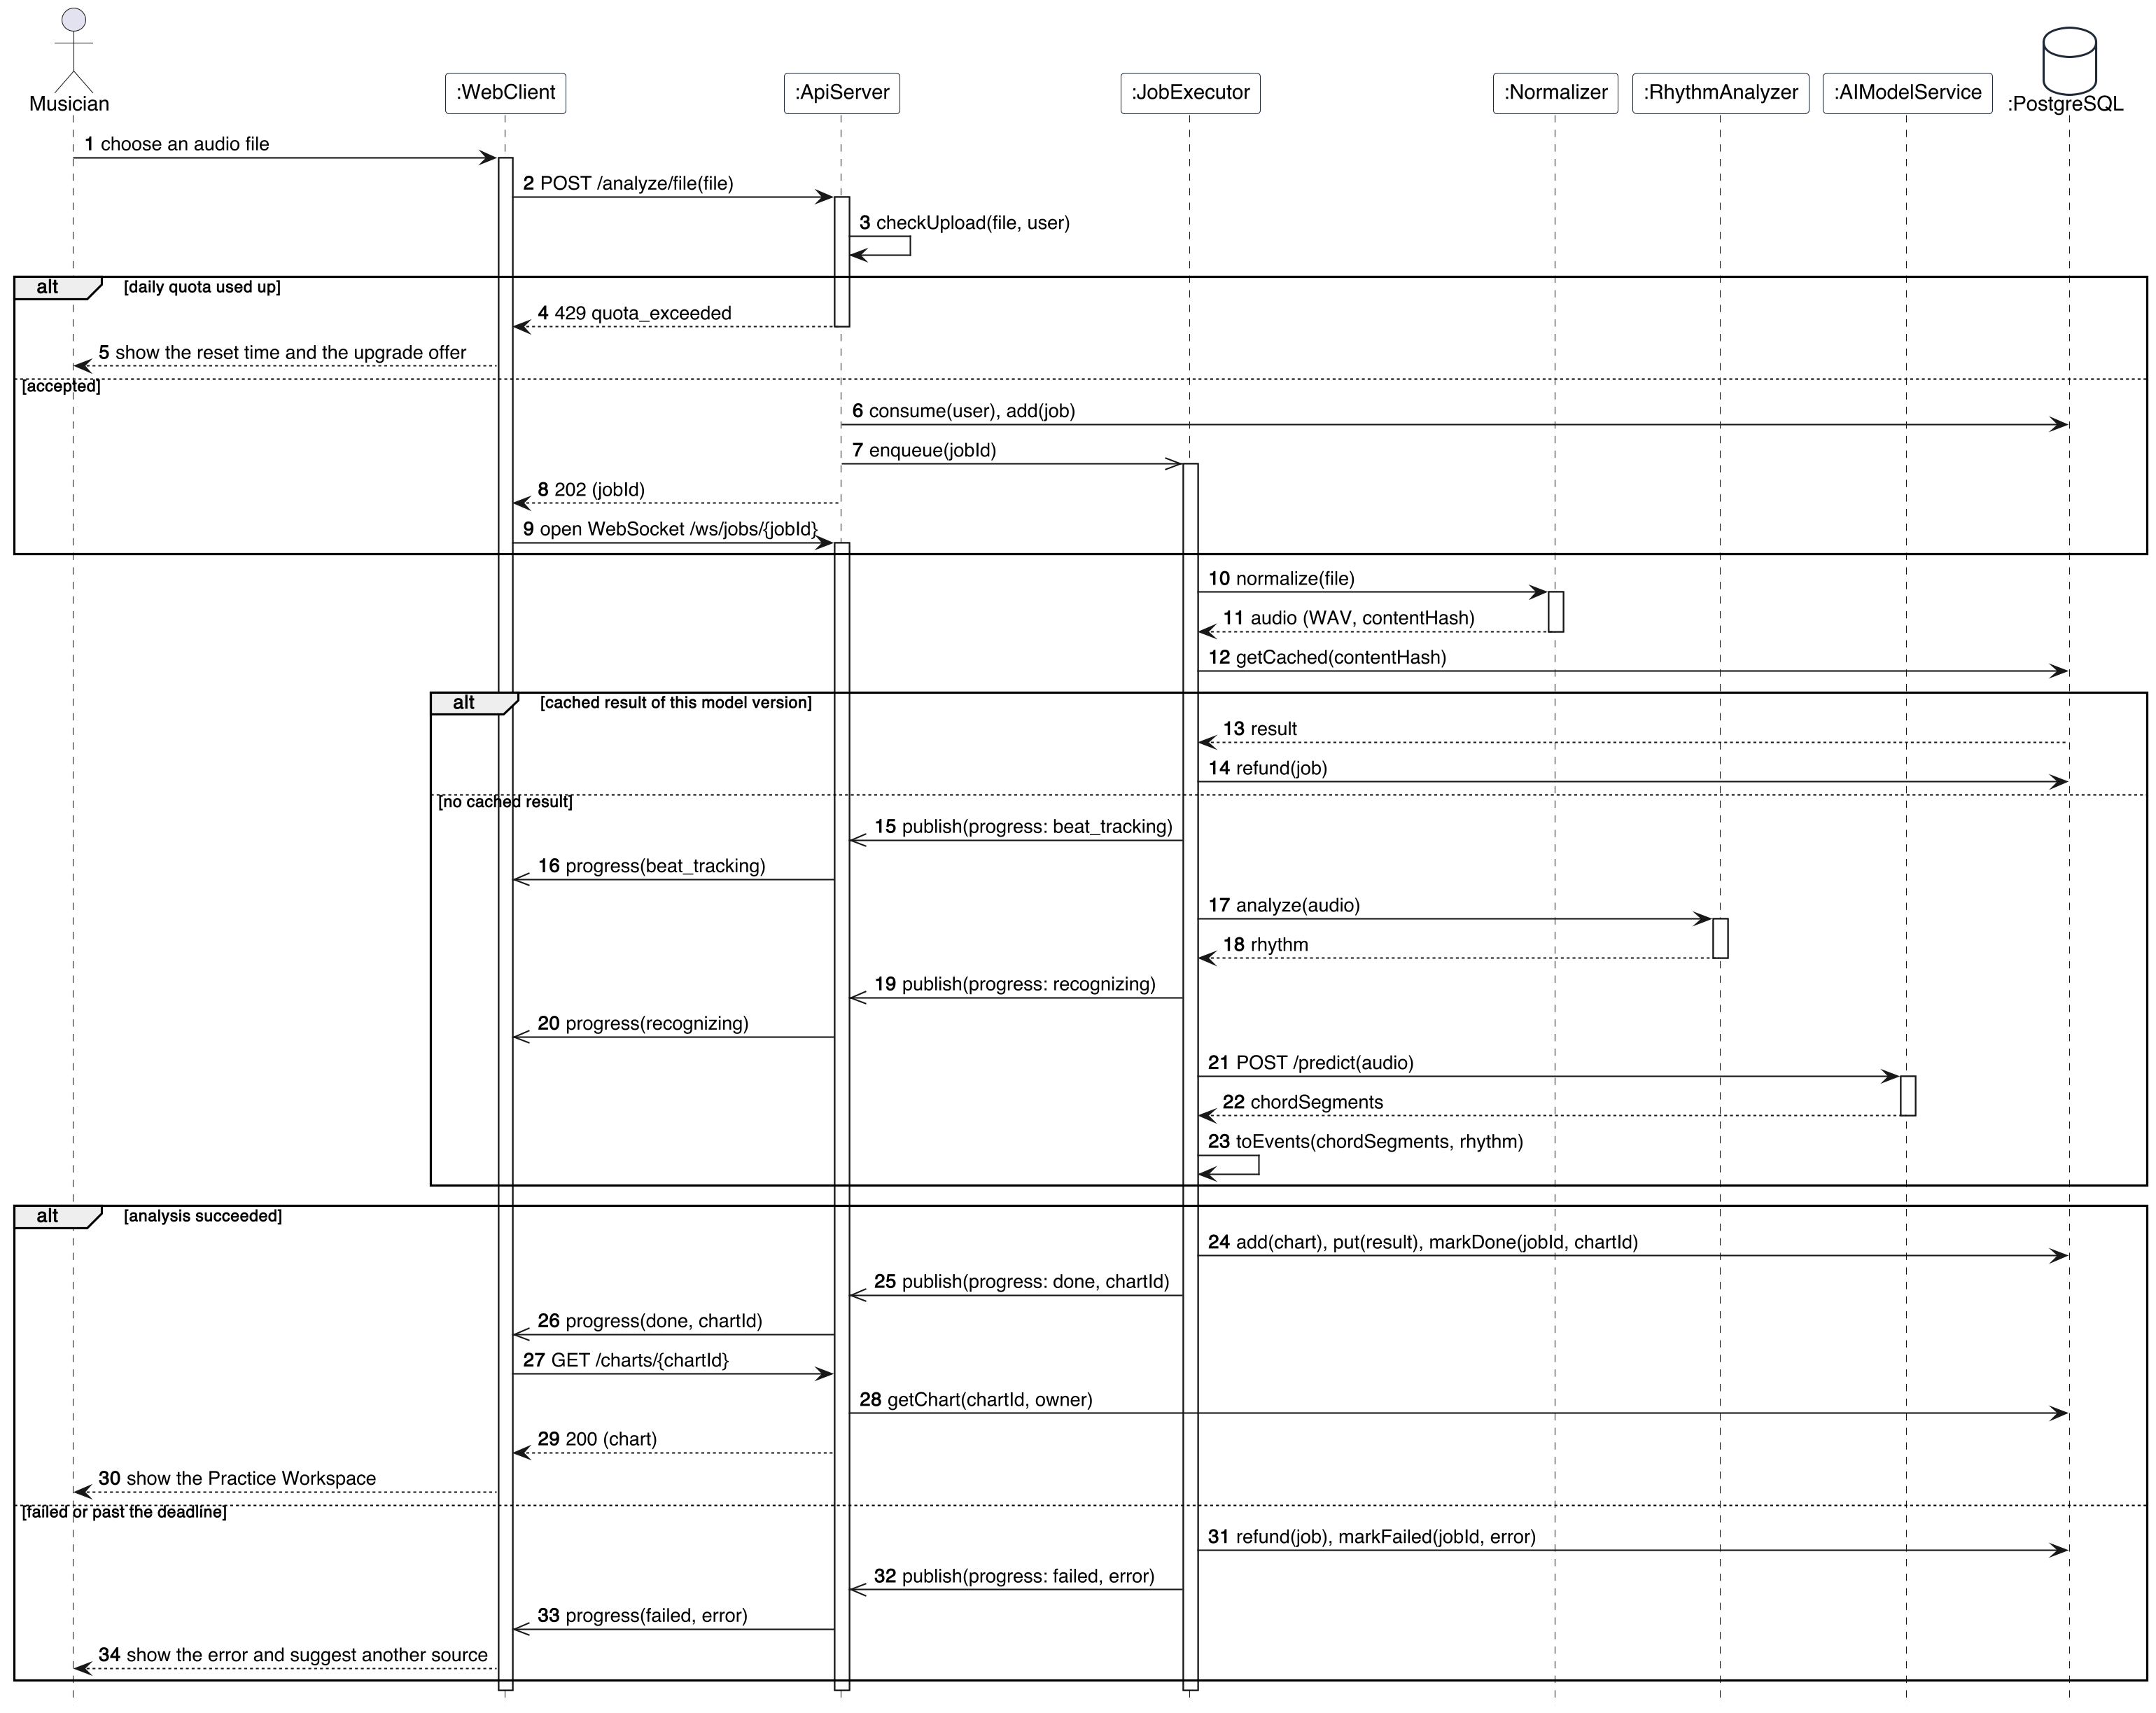 Musician
:WebClient
:ApiServer
:JobExecutor
:Normalizer
:RhythmAnalyzer
:AIModelService
:PostgreSQL
1 choose an audio file
2 POST /analyze/file(file)
3 checkUpload(file, user)
alt [daily quota used up]
4 429 quota_exceeded
5 show the reset time and the upgrade offer
[accepted]
6 consume(user), add(job)
7 enqueue(jobId)
8 202 (jobId)
9 open WebSocket /ws/jobs/{jobId}
10 normalize(file)
11 audio (WAV, contentHash)
12 getCached(contentHash)
alt [cached result of this model version]
13 result
14 refund(job)
[no cached result]
15 publish(progress: beat_tracking)
16 progress(beat_tracking)
17 analyze(audio)
18 rhythm
19 publish(progress: recognizing)
20 progress(recognizing)
21 POST /predict(audio)
22 chordSegments
23 toEvents(chordSegments, rhythm)
alt [analysis succeeded]
24 add(chart), put(result), markDone(jobId, chartId)
25 publish(progress: done, chartId)
26 progress(done, chartId)
27 GET /charts/{chartId}
28 getChart(chartId, owner)
29 200 (chart)
30 show the Practice Workspace
[failed or past the deadline]
31 refund(job), markFailed(jobId, error)
32 publish(progress: failed, error)
33 progress(failed, error)
34 show the error and suggest another source